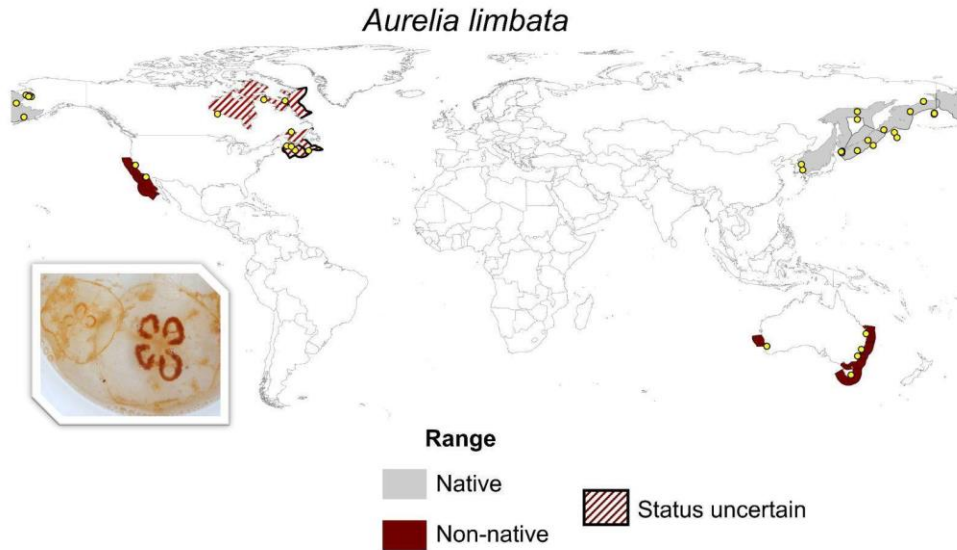 Aurelia limbata
Range
Native
Non-native
Status uncertain